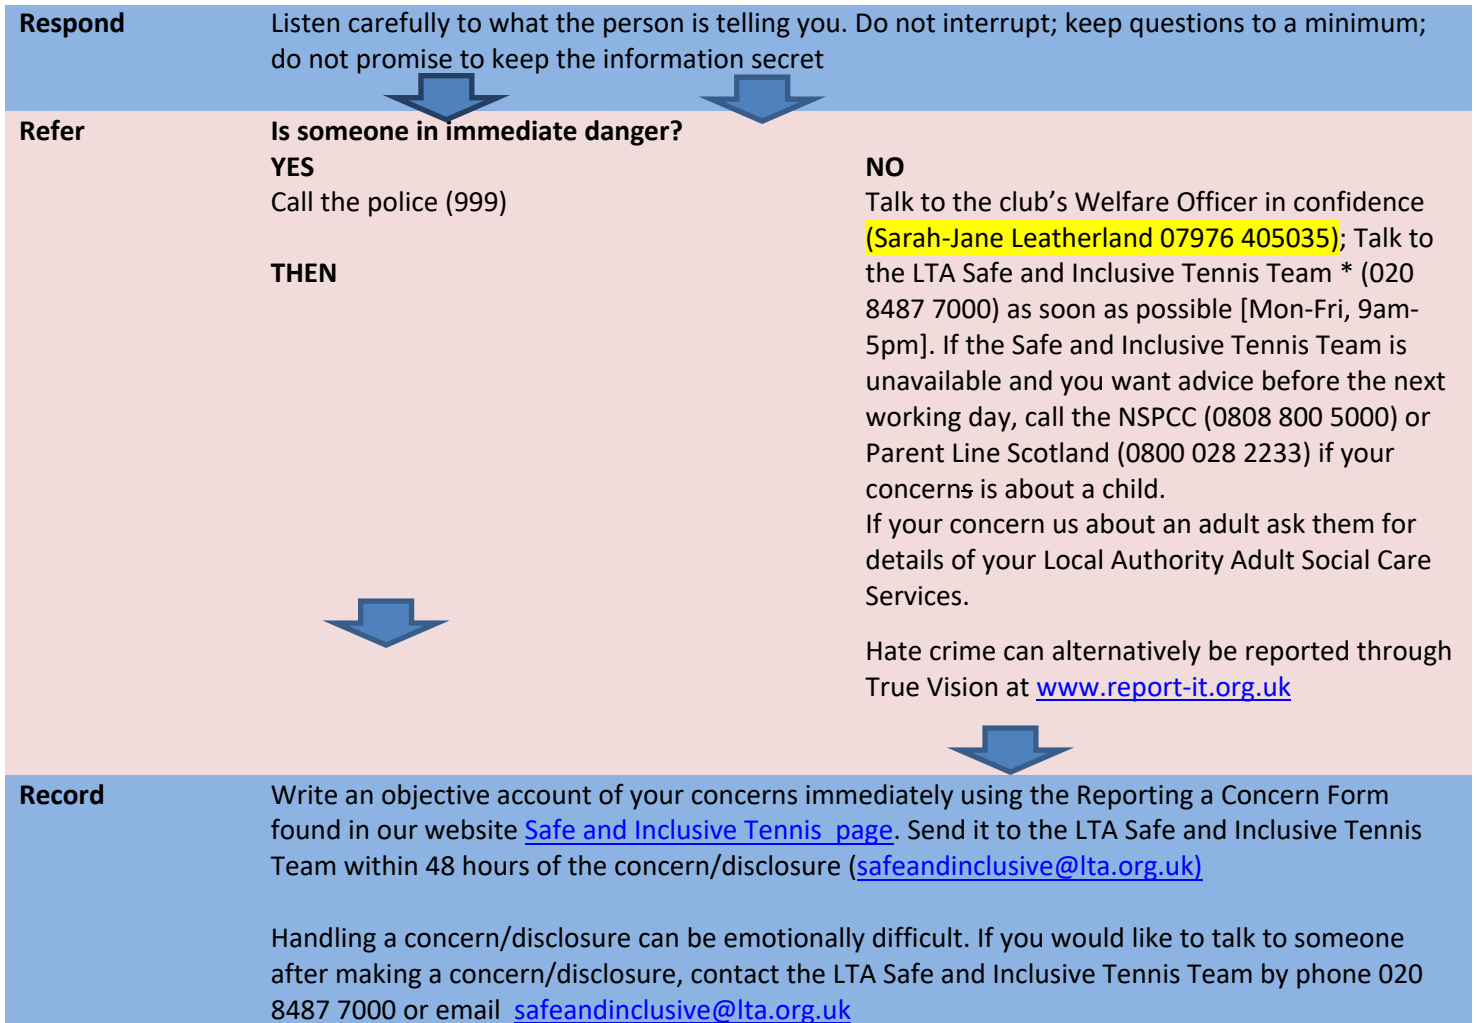 Respond
Listen carefully to what the person is telling you. Do not interrupt; keep questions to a minimum;
do not promise to keep the information secret
Refer
Is someone in immediate danger?
YES
Call the police (999)
THEN
NO
Talk to the club’s Welfare Officer in confidence
(Sarah-Jane Leatherland 07976 405035); Talk to
the LTA Safe and Inclusive Tennis Team * (020
8487 7000) as soon as possible [Mon-Fri, 9am-
5pm]. If the Safe and Inclusive Tennis Team is
unavailable and you want advice before the next
working day, call the NSPCC (0808 800 5000) or
Parent Line Scotland (0800 028 2233) if your
concerns is about a child.
If your concern us about an adult ask them for
details of your Local Authority Adult Social Care
Services.
Hate crime can alternatively be reported through
True Vision at www.report-it.org.uk
Record
Write an objective account of your concerns immediately using the Reporting a Concern Form
found in our website Safe and Inclusive Tennis  page. Send it to the LTA Safe and Inclusive Tennis
Team within 48 hours of the concern/disclosure (safeandinclusive@lta.org.uk)
Handling a concern/disclosure can be emotionally difficult. If you would like to talk to someone
after making a concern/disclosure, contact the LTA Safe and Inclusive Tennis Team by phone 020
8487 7000 or email  safeandinclusive@lta.org.uk